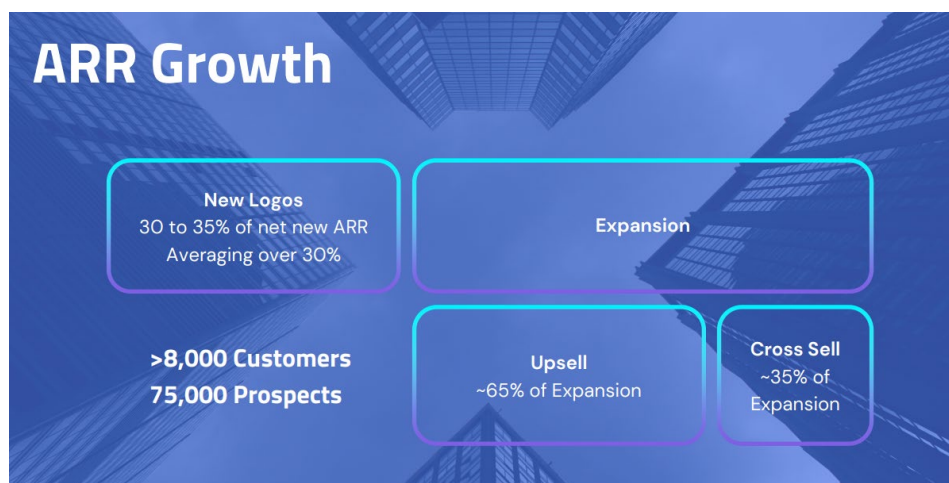 ARR Growth
New Logos
30 to 35% of net new ARR
Averaging over 30%
Expansion
>8,000 Customers
75,000 Prospects
Upsell
~65% of Expansion
Cross Sell
~35% of
Expansion